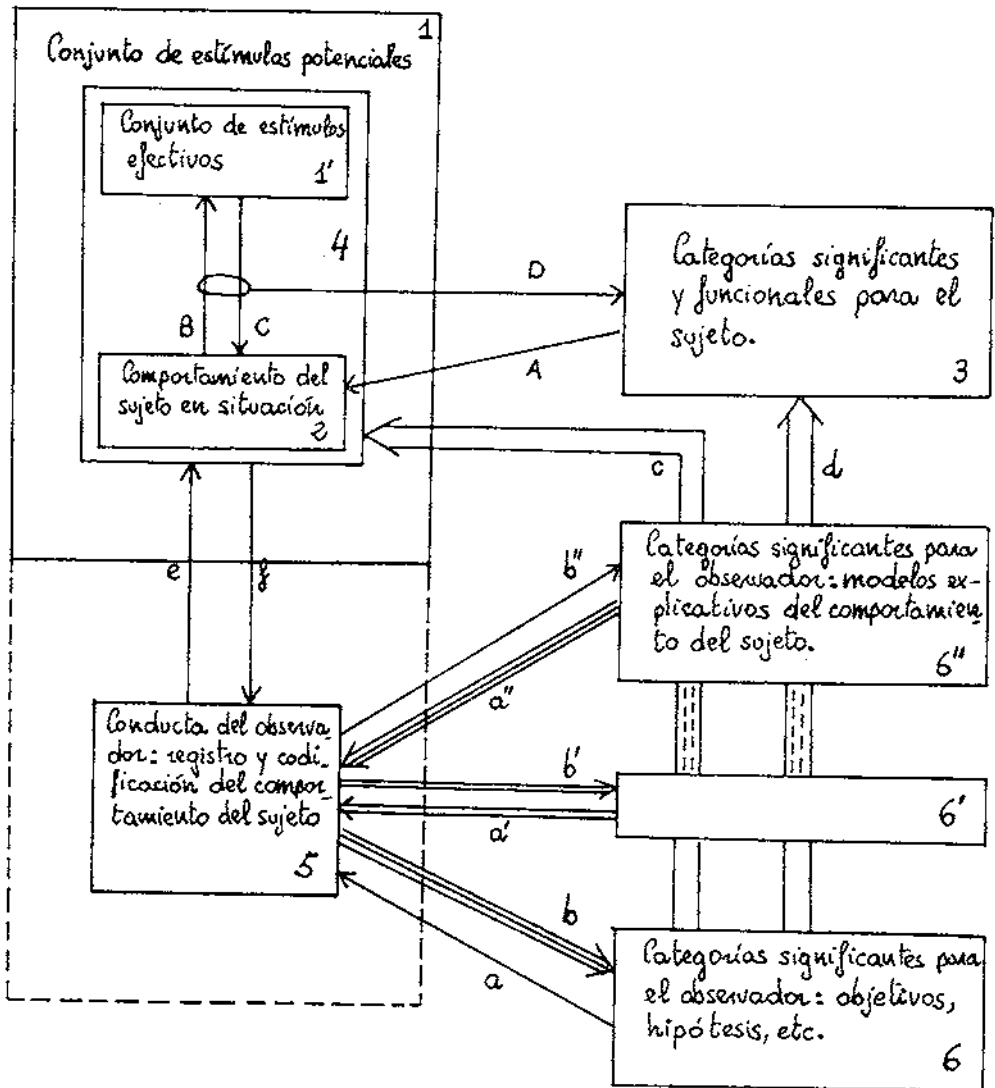 1
Conjunto de estímulos potenciales
Conjunto de estímulos
efectivos
1'
4
B
C
D
A
Comportamiento del
sujeto en situación
2
Categorías significantes
y funcionales para el
sujeto.
3
c
d
e
f
Categorías significantes para
el observador: modelos ex-
plicativos del comportamien-
to del sujeto.
6"
b"
a"
Conducta del observa-
dor: registro y codi-
ficación del compor-
tamiento del sujeto
5
b'
a'
6'
b
a
Categorías significantes para
el observador: objetivos,
hipótesis, etc.
6